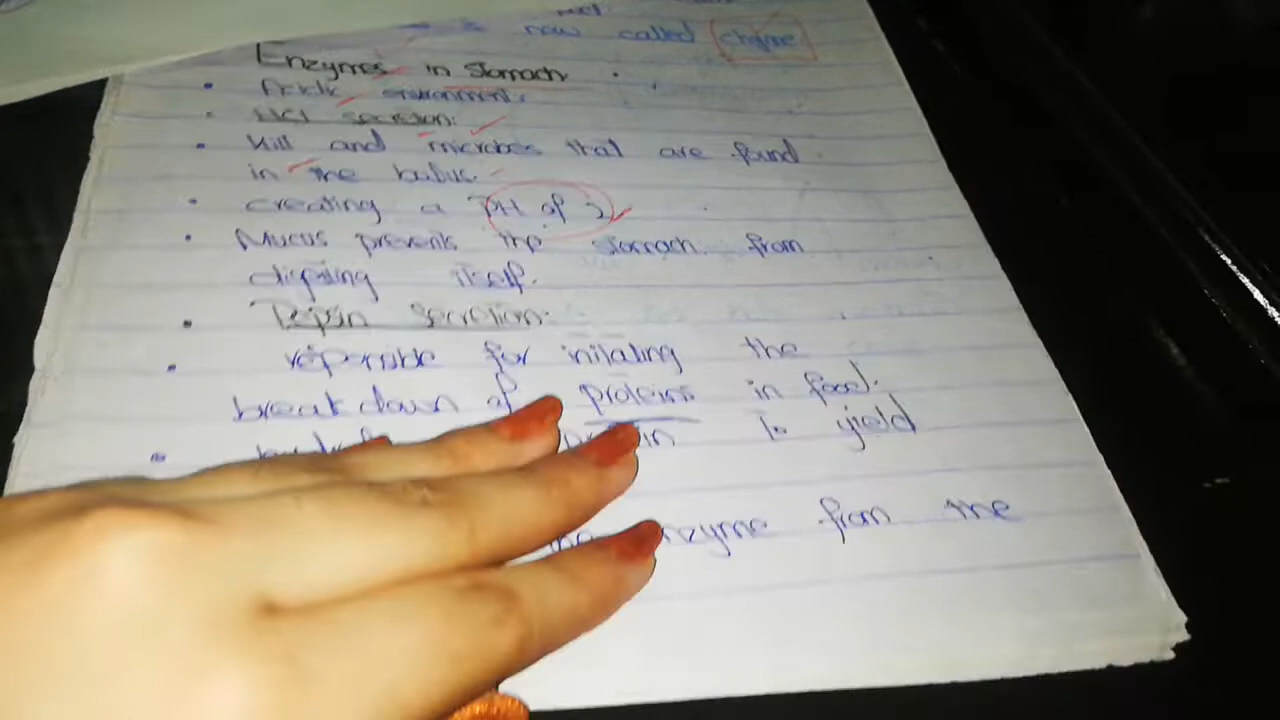 now called chyme
Enzymes in Stomach
Acidic environment.
HCl secretion:
Kill and microbes that are found
in the bolus.
creating a PH of 2
Mucus prevents the stomach from
digesting itself.
Pepsin Secretion.
responsible for initiating the
breakdown of proteins in food.
to yield
the enzyme from the